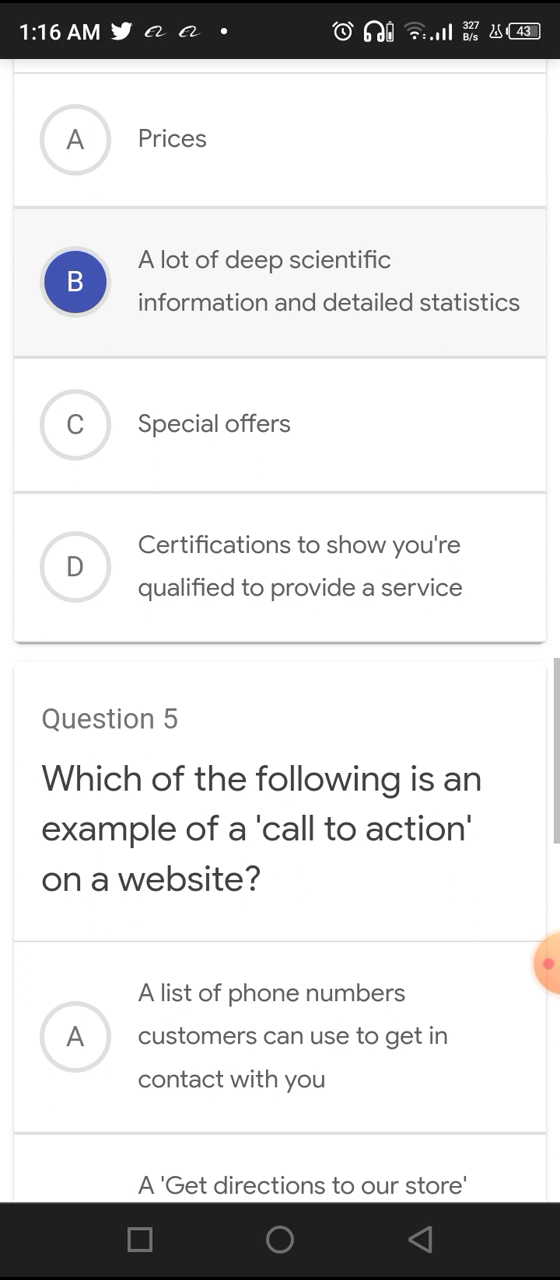 1:16 AM
327
B/s
43
A
Prices
B
A lot of deep scientific
information and detailed statistics
C
Special offers
D
Certifications to show you're
qualified to provide a service
Question 5
Which of the following is an
example of a 'call to action'
on a website?
A
A list of phone numbers
customers can use to get in
contact with you
A 'Get directions to our store'